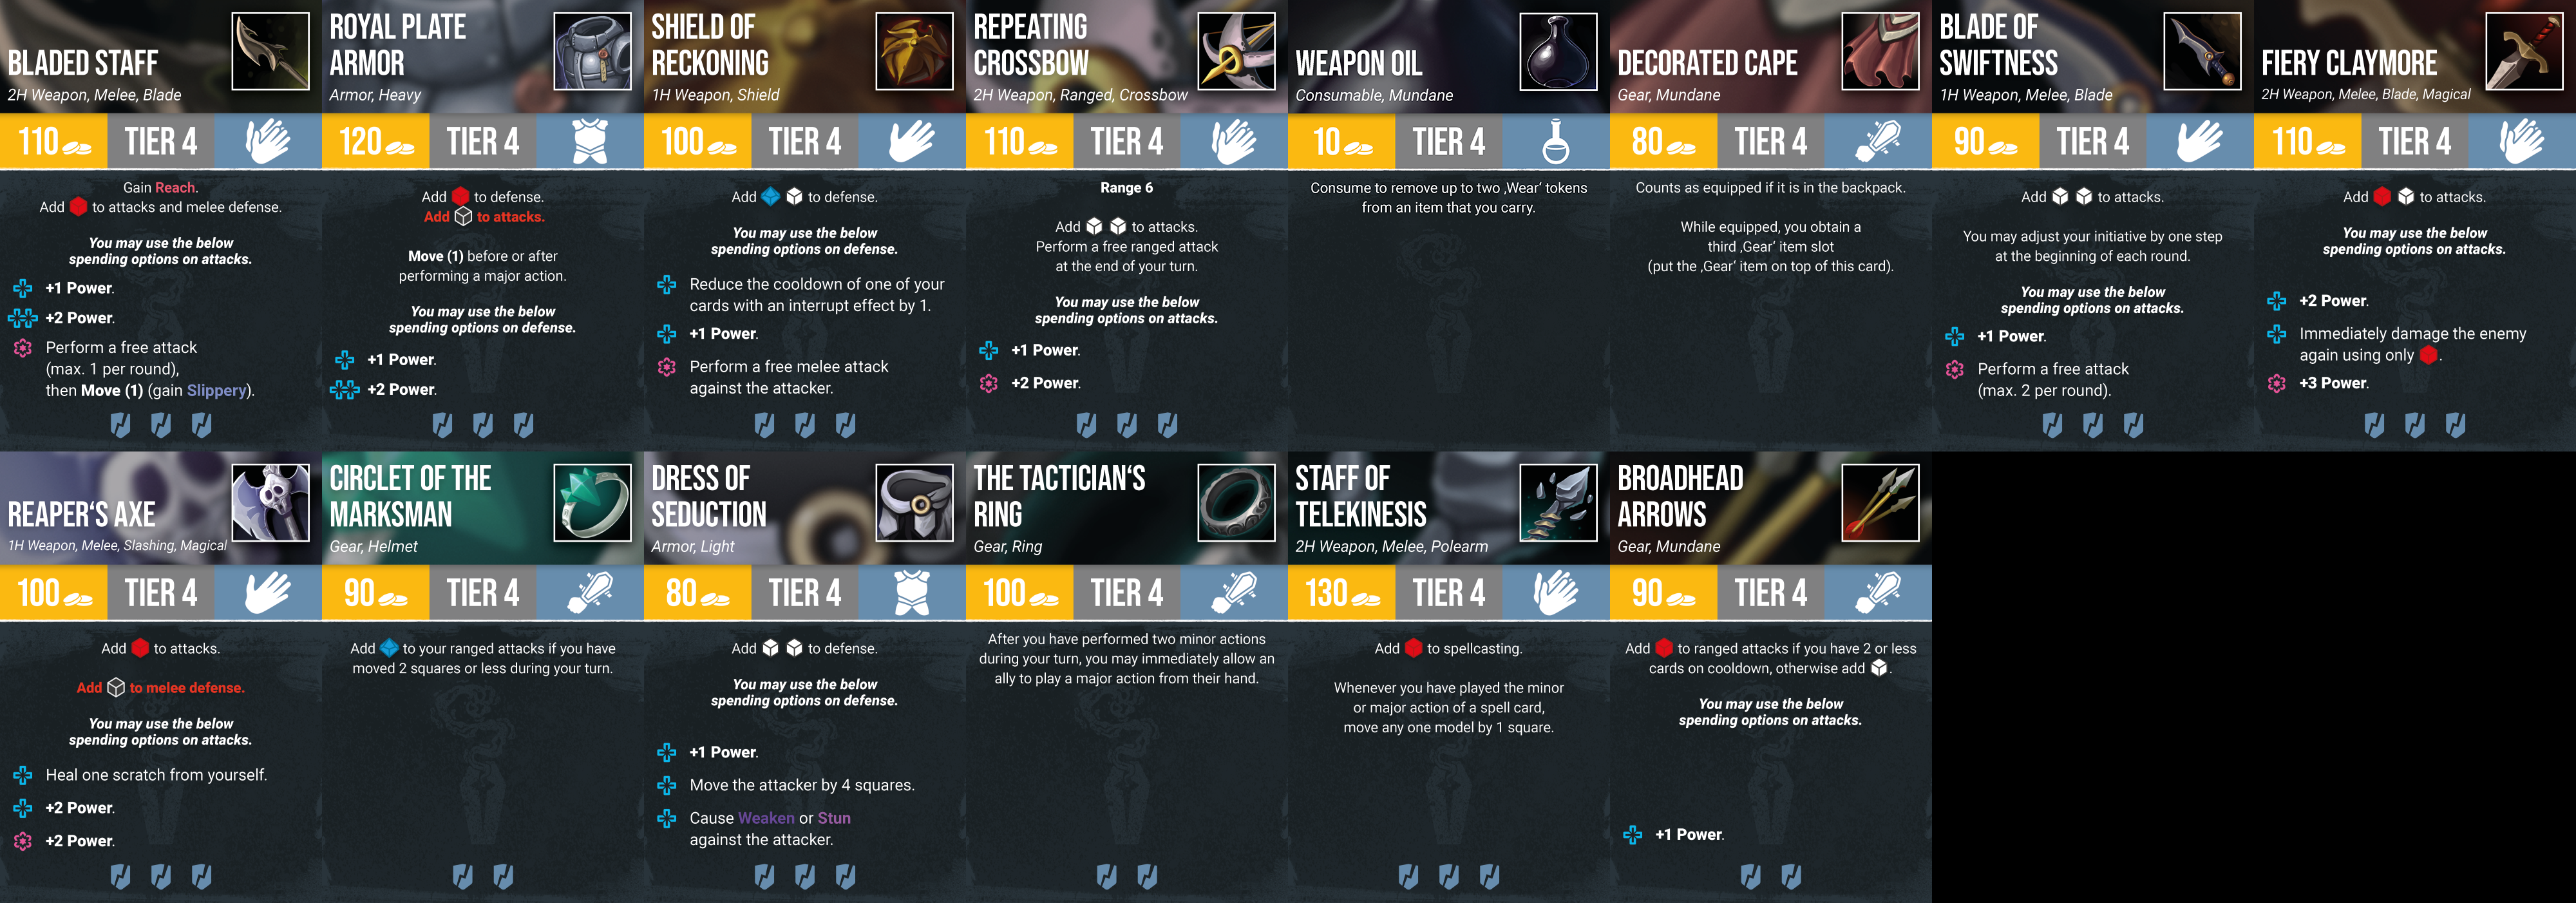 BLADED STAFF
2H Weapon, Melee, Blade
110
TIER 4
Gain Reach.
Add to attacks and melee defense.
You may use the below
spending options on attacks.
+1 Power.
+2 Power.
Perform a free attack
(max. 1 per round),
then Move (1) (gain Slippery).
ROYAL PLATE
ARMOR
Armor, Heavy
120
TIER 4
Add to defense.
Add to attacks.
Move (1) before or after
performing a major action.
You may use the below
spending options on defense.
+1 Power.
+2 Power.
SHIELD OF
RECKONING
1H Weapon, Shield
100
TIER 4
Add to defense.
You may use the below
spending options on defense.
Reduce the cooldown of one of your
cards with an interrupt effect by 1.
+1 Power.
Perform a free melee attack
against the attacker.
REPEATING
CROSSBOW
2H Weapon, Ranged, Crossbow
110
TIER 4
Range 6
Add to attacks.
Perform a free ranged attack
at the end of your turn.
You may use the below
spending options on attacks.
+1 Power.
+2 Power.
WEAPON OIL
Consumable, Mundane
10
TIER 4
Consume to remove up to two ‚Wear‘ tokens
from an item that you carry.
DECORATED CAPE
Gear, Mundane
80
TIER 4
Counts as equipped if it is in the backpack.
While equipped, you obtain a
third ‚Gear‘ item slot
(put the ‚Gear‘ item on top of this card).
BLADE OF
SWIFTNESS
1H Weapon, Melee, Blade
90
TIER 4
Add to attacks.
You may adjust your initiative by one step
at the beginning of each round.
You may use the below
spending options on attacks.
+1 Power.
Perform a free attack
(max. 2 per round).
FIERY CLAYMORE
2H Weapon, Melee, Blade, Magical
110
TIER 4
Add to attacks.
You may use the below
spending options on attacks.
+2 Power.
Immediately damage the enemy
again using only .
+3 Power.
REAPER‘S AXE
1H Weapon, Melee, Slashing, Magical
100
TIER 4
Add to attacks.
Add to melee defense.
You may use the below
spending options on attacks.
Heal one scratch from yourself.
+2 Power.
+2 Power.
CIRCLET OF THE
MARKSMAN
Gear, Helmet
90
TIER 4
Add to your ranged attacks if you have
moved 2 squares or less during your turn.
DRESS OF
SEDUCTION
Armor, Light
80
TIER 4
Add to defense.
You may use the below
spending options on defense.
+1 Power.
Move the attacker by 4 squares.
Cause Weaken or Stun
against the attacker.
THE TACTICIAN‘S
RING
Gear, Ring
100
TIER 4
After you have performed two minor actions
during your turn, you may immediately allow an
ally to play a major action from their hand.
STAFF OF
TELEKINESIS
2H Weapon, Melee, Polearm
130
TIER 4
Add to spellcasting.
Whenever you have played the minor
or major action of a spell card,
move any one model by 1 square.
BROADHEAD
ARROWS
Gear, Mundane
90
TIER 4
Add to ranged attacks if you have 2 or less
cards on cooldown, otherwise add .
You may use the below
spending options on attacks.
+1 Power.